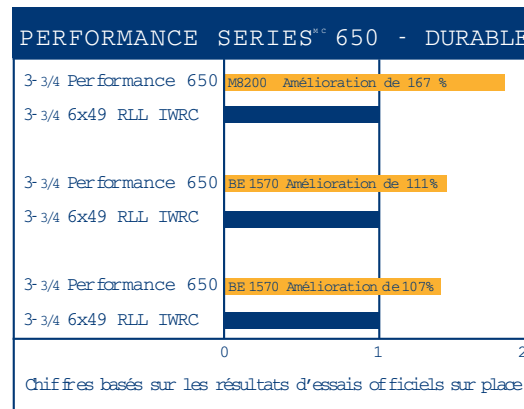 PERFORMANCE SERIES MC 650 - DURABLE
3-3/4 Performance 650 M8200 Amélioration de 167 %
3-3/4 6x49 RLL IWRC
3-3/4 Performance 650 BE 1570 Amélioration de 111%
3-3/4 6x49 RLL IWRC
3-3/4 Performance 650 BE 1570 Amélioration de 107%
3-3/4 6x49 RLL IWRC
0 1 2
Chiffres basés sur les résultats d'essais officiels sur place